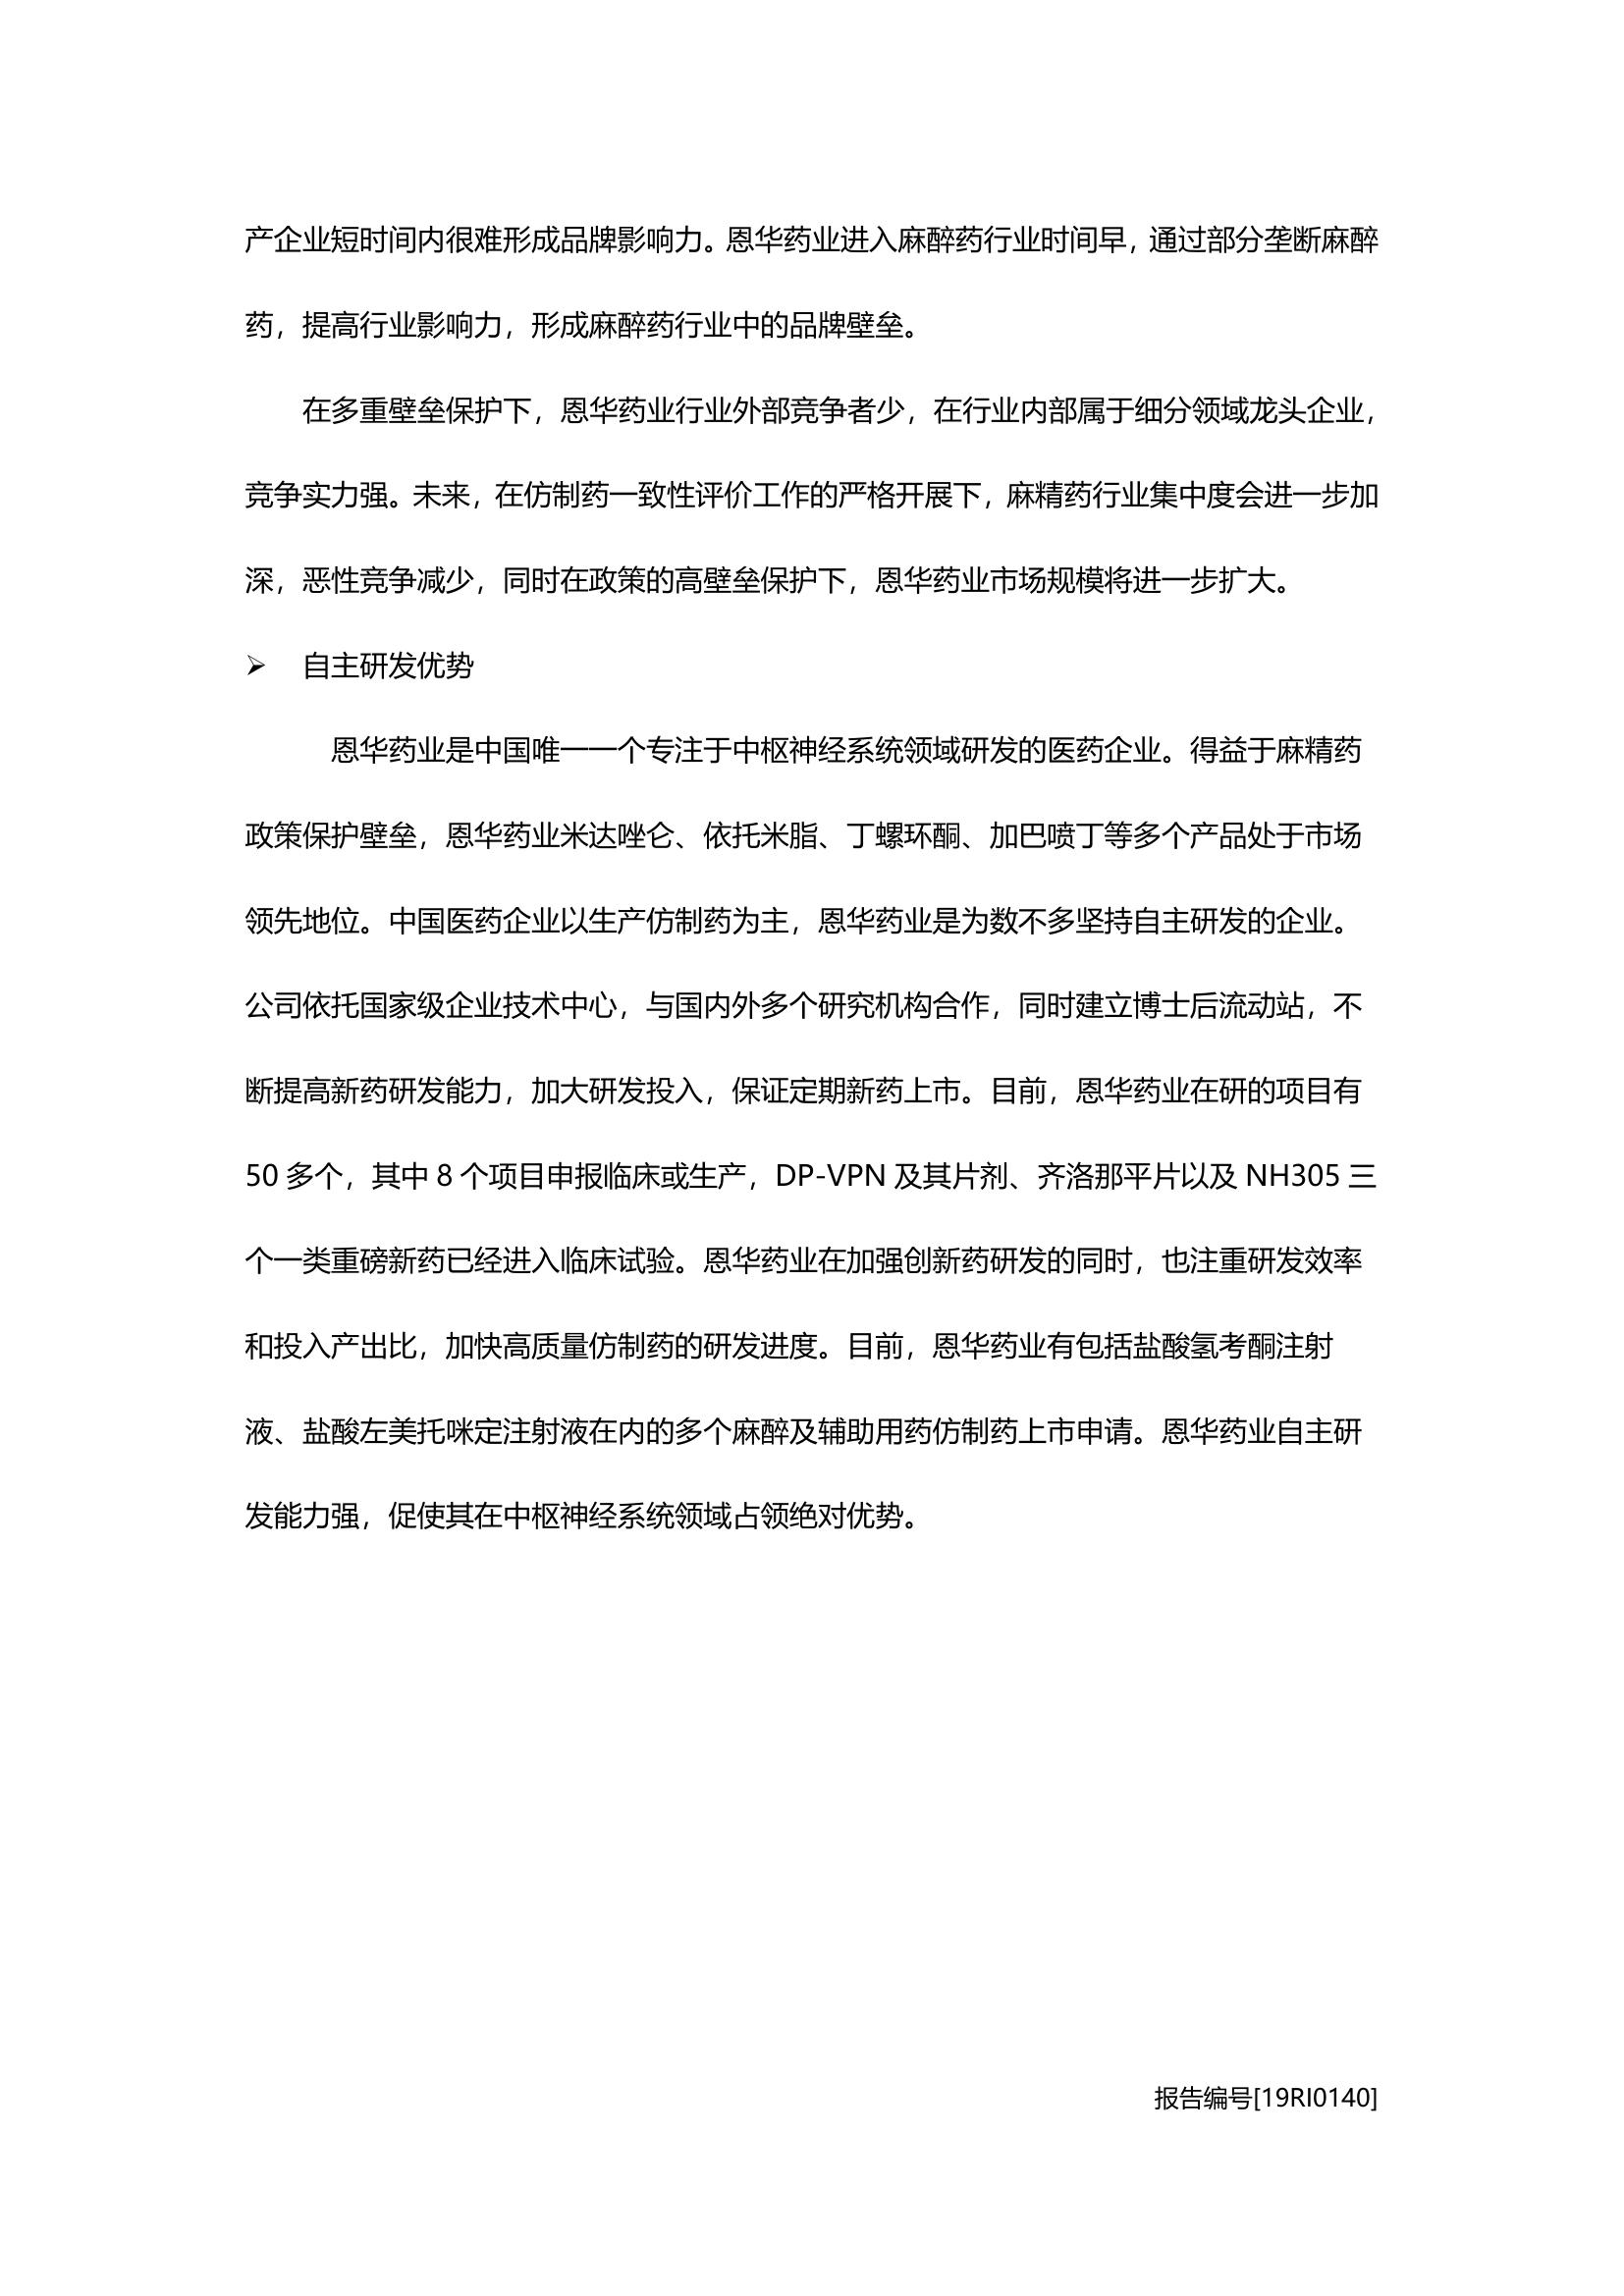 产企业短时间内很难形成品牌影响力。恩华药业进入麻醉药行业时间早，通过部分垄断麻醉
药，提高行业影响力，形成麻醉药行业中的品牌壁垒。
在多重壁垒保护下，恩华药业行业外部竞争者少，在行业内部属于细分领域龙头企业，
竞争实力强。未来，在仿制药一致性评价工作的严格开展下，麻精药行业集中度会进一步加
深，恶性竞争减少，同时在政策的高壁垒保护下，恩华药业市场规模将进一步扩大。
➢ 自主研发优势
恩华药业是中国唯一一个专注于中枢神经系统领域研发的医药企业。得益于麻精药
政策保护壁垒，恩华药业米达唑仑、依托米脂、丁螺环酮、加巴喷丁等多个产品处于市场
领先地位。中国医药企业以生产仿制药为主，恩华药业是为数不多坚持自主研发的企业。
公司依托国家级企业技术中心，与国内外多个研究机构合作，同时建立博士后流动站，不
断提高新药研发能力，加大研发投入，保证定期新药上市。目前，恩华药业在研的项目有
50 多个，其中 8 个项目申报临床或生产，DP-VPN 及其片剂、齐洛那平片以及 NH305 三
个一类重磅新药已经进入临床试验。恩华药业在加强创新药研发的同时，也注重研发效率
和投入产出比，加快高质量仿制药的研发进度。目前，恩华药业有包括盐酸氢考酮注射
液、盐酸左美托咪定注射液在内的多个麻醉及辅助用药仿制药上市申请。恩华药业自主研
发能力强，促使其在中枢神经系统领域占领绝对优势。
报告编号[19RI0140]